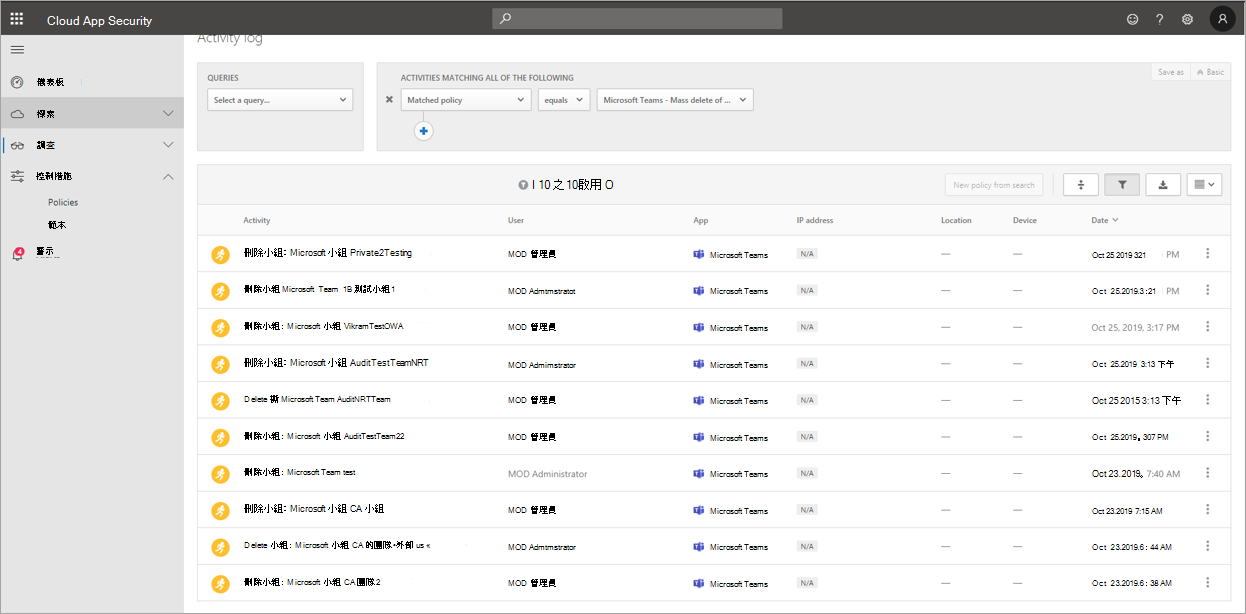 Cloud App Security
Activity log
儀表板
探索
調查
控制措施
Policies
範本
4
警示
QUERIES
Select a query...
ACTIVITIES MATCHING ALL OF THE FOLLOWING
Save as
Basic
Matched policy
equals
Microsoft Teams - Mass delete of ...
I 10 之 10啟用 O
New policy from search
Activity User App IP address Location Device Date
刪除小組: Microsoft 小組 Private2Testing MOD 管理員 Microsoft Teams N/A — — Oct 25 2019 321 PM
刪除小組 Microsoft Team 1B 測試小組1 MOD Admtmstratot Microsoft Teams N/A — — Oct 25.2019.3 :21 PM
刪除小組: Microsoft 小組 VikramTestOWA MOD 管理員 Microsoft Teams N/A — — Oct 25, 2019, 3:17 PM
刪除小組: Microsoft 小組 AuditTestTeamNRT MOD Admimstrator Microsoft Teams N/A — — Oct 25.2019 3:13 下午
Delete 撕 Microsoft Team AuditNRTTeam MOD 管理員 Microsoft Teams N/A — — Oct 25 2015 3:13 下午
刪除小組: Microsoft 小組 AuditTestTeam22 MOD 管理員 Microsoft Teams N/A — — Oct 25.2019, 307 PM
刪除小組: Microsoft Team test MOD Administrator Microsoft Teams N/A — — Oct 23.2019, 7:40 AM
刪除小組: Microsoft 小組 CA 小組 MOD 管理員 Microsoft Teams N/A — — Oct 23 2019 7:15 AM
Delete 小組: Microsoft 小組 CA 的團隊-外部 us « MOD Admtmstrator Microsoft Teams N/A — — Oct 23.2019.6 : 44 AM
刪除小組: Microsoft 小組 CA團隊2 MOD 管理員 Microsoft Teams N/A — — Oct 23.2019.6 : 38 AM